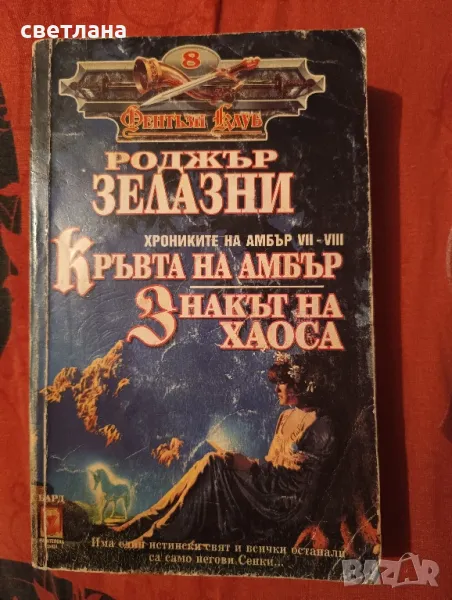 светлана
8
Фентъзи Клуб
РОДЖЪР
ЗЕЛАЗНИ
ХРОНИКИТЕ НА АМБЪР VII - VIII
КРЪВТА НА АМБЪР
ЗНАКЪТ НА
ХАОСА
БАРД
Има един истински свят и всички останали
са само негови Сенки...
BAZAR